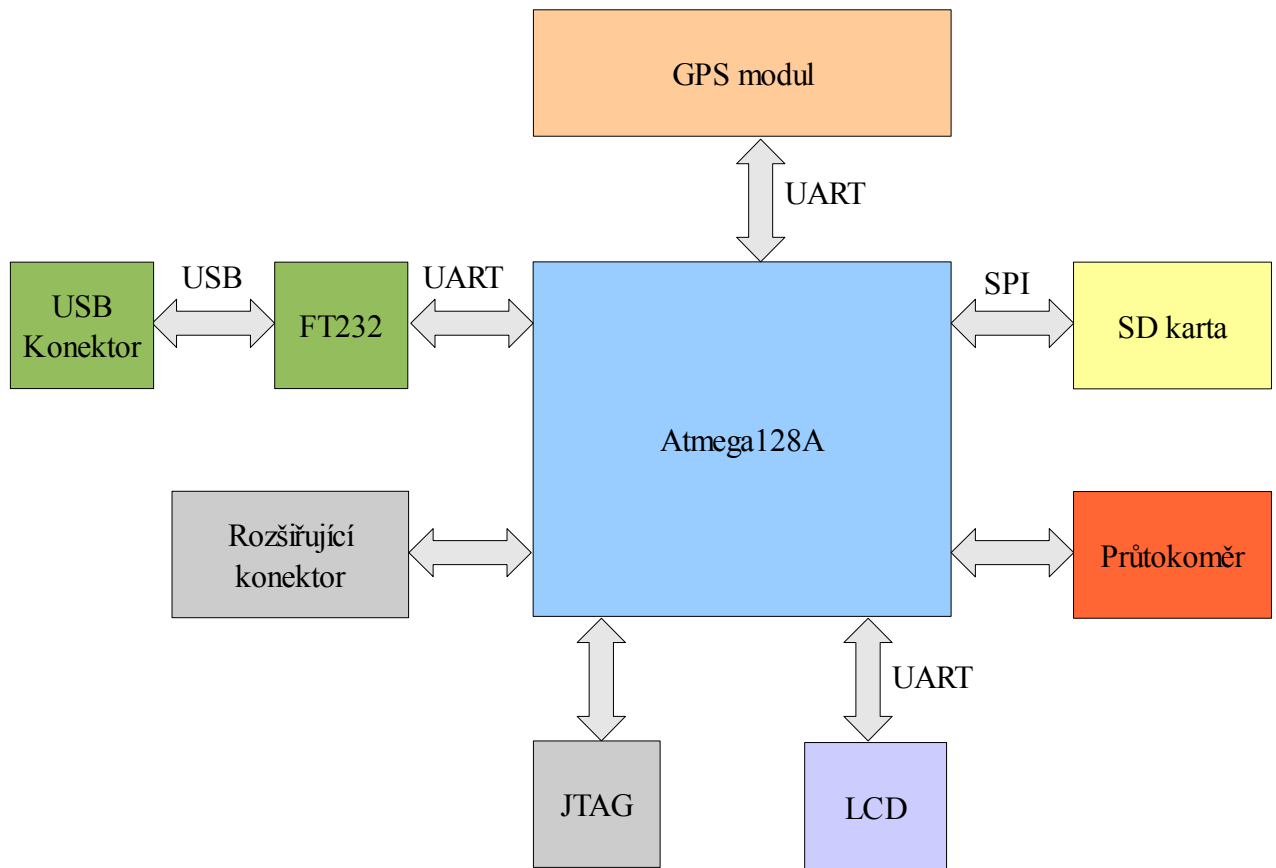 GPS modul
UART
USB
UART
SPI
USB
Konektor
FT232
SD karta
Atmega128A
Rozšiřující
konektor
Průtokoměr
UART
JTAG
LCD